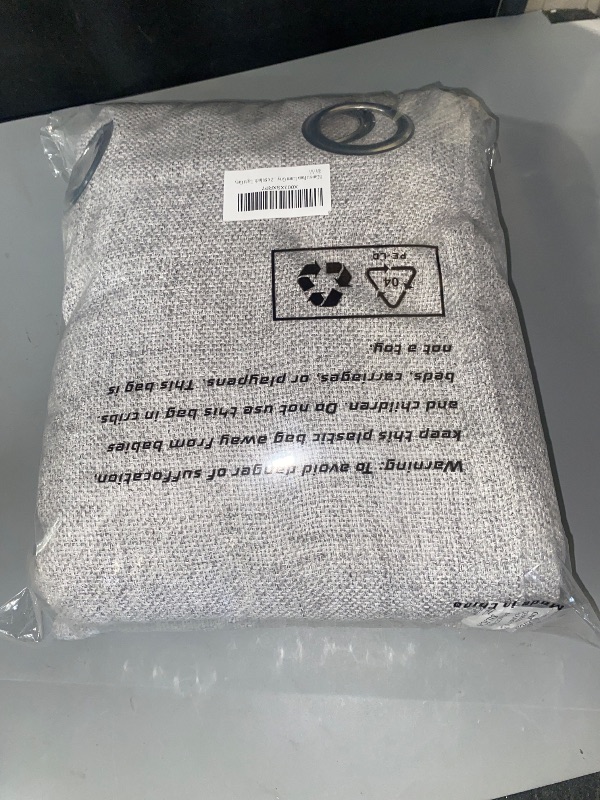 Warning: To avoid danger of suffocation,
keep this plastic bag away from babies
and children. Do not use this bag in cribs
beds, carriages, or playpens. This bag is
not a toy.
04
PE-LD
Made in China